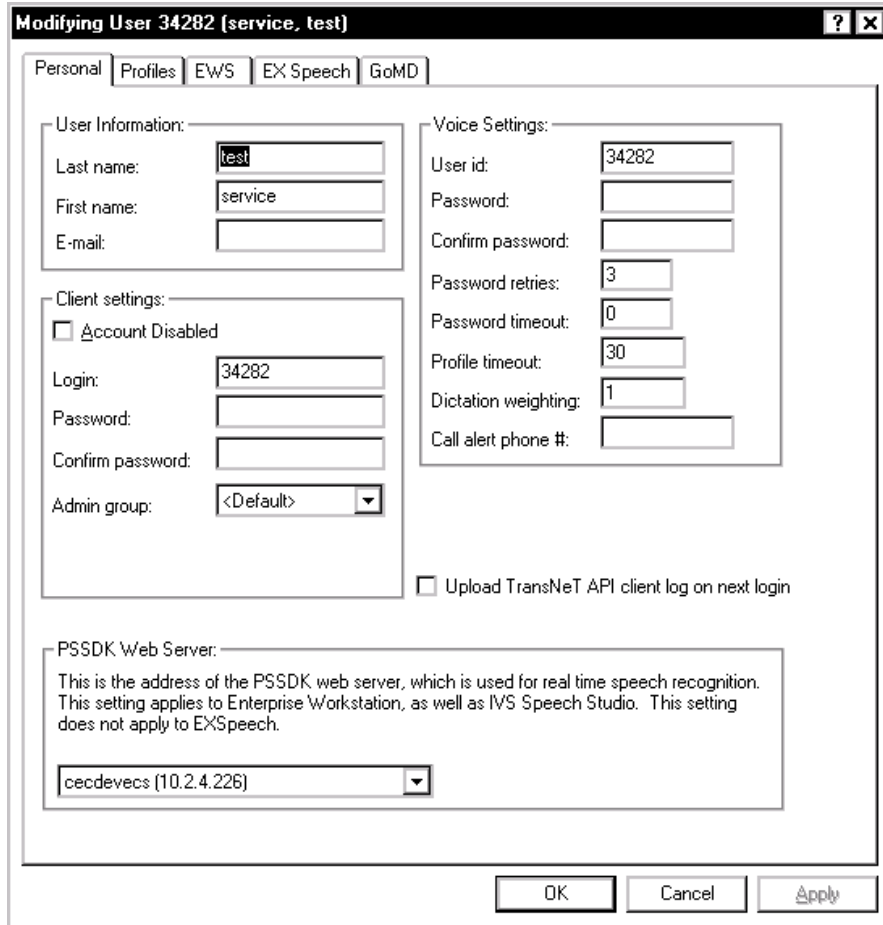 Modifying User 34282 (service, test)
Personal Profiles EWS EX Speech GoMD
User Information:
Last name: test
First name: service
E-mail:
Client settings:
Account Disabled
Login: 34282
Password:
Confirm password:
Admin group: <Default>
Voice Settings:
User id: 34282
Password:
Confirm password:
Password retries: 3
Password timeout: 0
Profile timeout: 30
Dictation weighting: 1
Call alert phone #:
Upload TransNeT API client log on next login
PSSDK Web Server:
This is the address of the PSSDK web server, which is used for real time speech recognition.
This setting applies to Enterprise Workstation, as well as IVS Speech Studio. This setting
does not apply to EXSpeech.
cecdevecs (10.2.4.226)
OK Cancel Apply